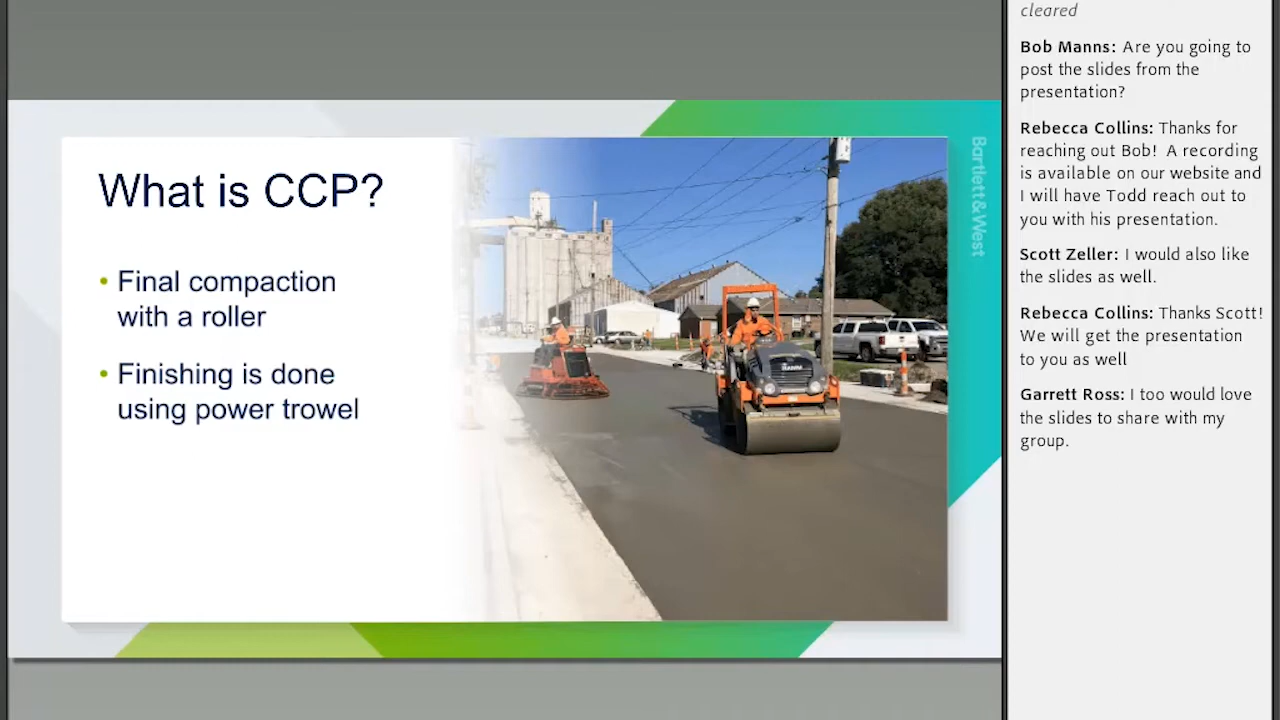 What is CCP?
• Final compaction
with a roller
• Finishing is done
using power trowel
Bartlett&West
cleared
Bob Manns: Are you going to
post the slides from the
presentation?
Rebecca Collins: Thanks for
reaching out Bob! A recording
is available on our website and
I will have Todd reach out to
you with his presentation.
Scott Zeller: I would also like
the slides as well.
Rebecca Collins: Thanks Scott!
We will get the presentation
to you as well
Garrett Ross: I too would love
the slides to share with my
group.